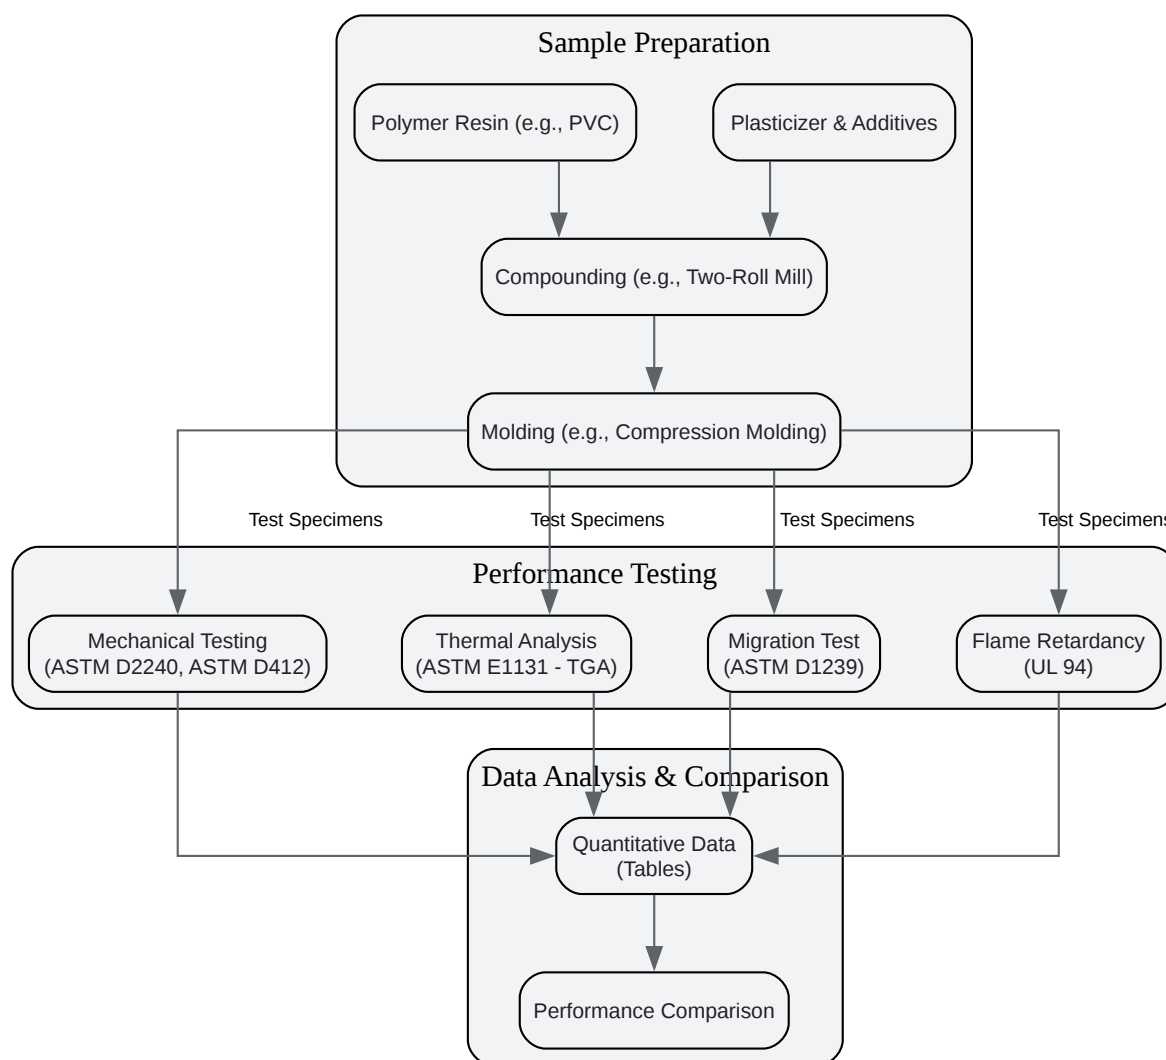 Sample Preparation
Polymer Resin (e.g., PVC)
Plasticizer & Additives
Compounding (e.g., Two-Roll Mill)
Molding (e.g., Compression Molding)
Test Specimens
Test Specimens
Test Specimens
Test Specimens
Performance Testing
Mechanical Testing
(ASTM D2240, ASTM D412)
Thermal Analysis
(ASTM E1131 - TGA)
Migration Test
(ASTM D1239)
Flame Retardancy
(UL 94)
Data Analysis & Comparison
Quantitative Data
(Tables)
Performance Comparison